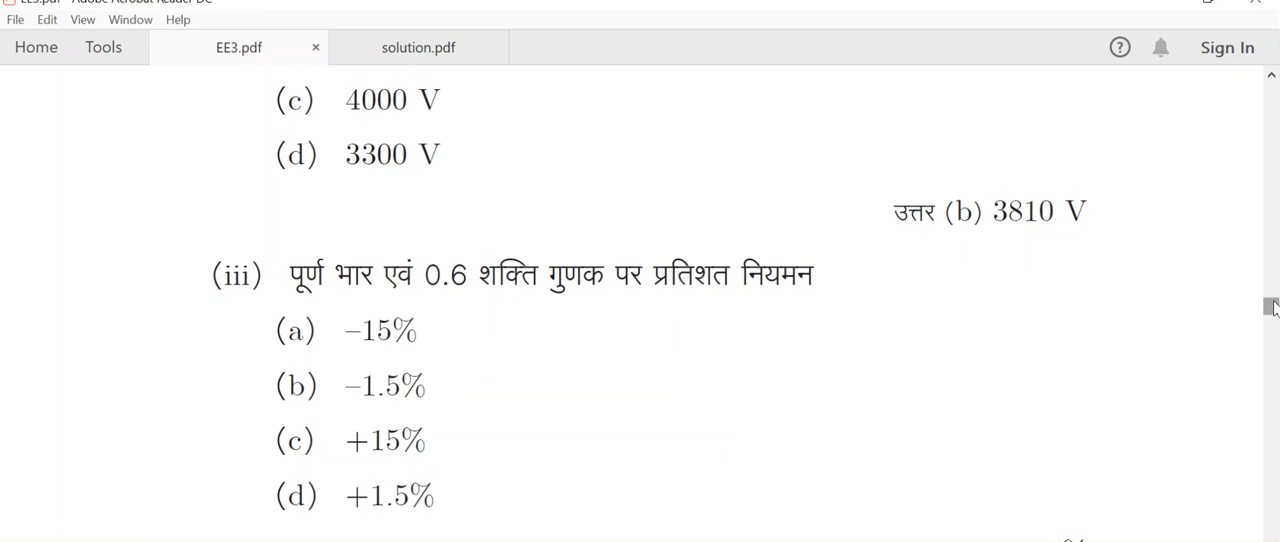 File Edit View Window Help
Home Tools EE3.pdf × solution.pdf ? Sign In
(c) 4000 V
(d) 3300 V
उत्तर (b) 3810 V
(iii) पूर्ण भार एवं 0.6 शक्ति गुणक पर प्रतिशत नियमन
(a) –15%
(b) –1.5%
(c) +15%
(d) +1.5%